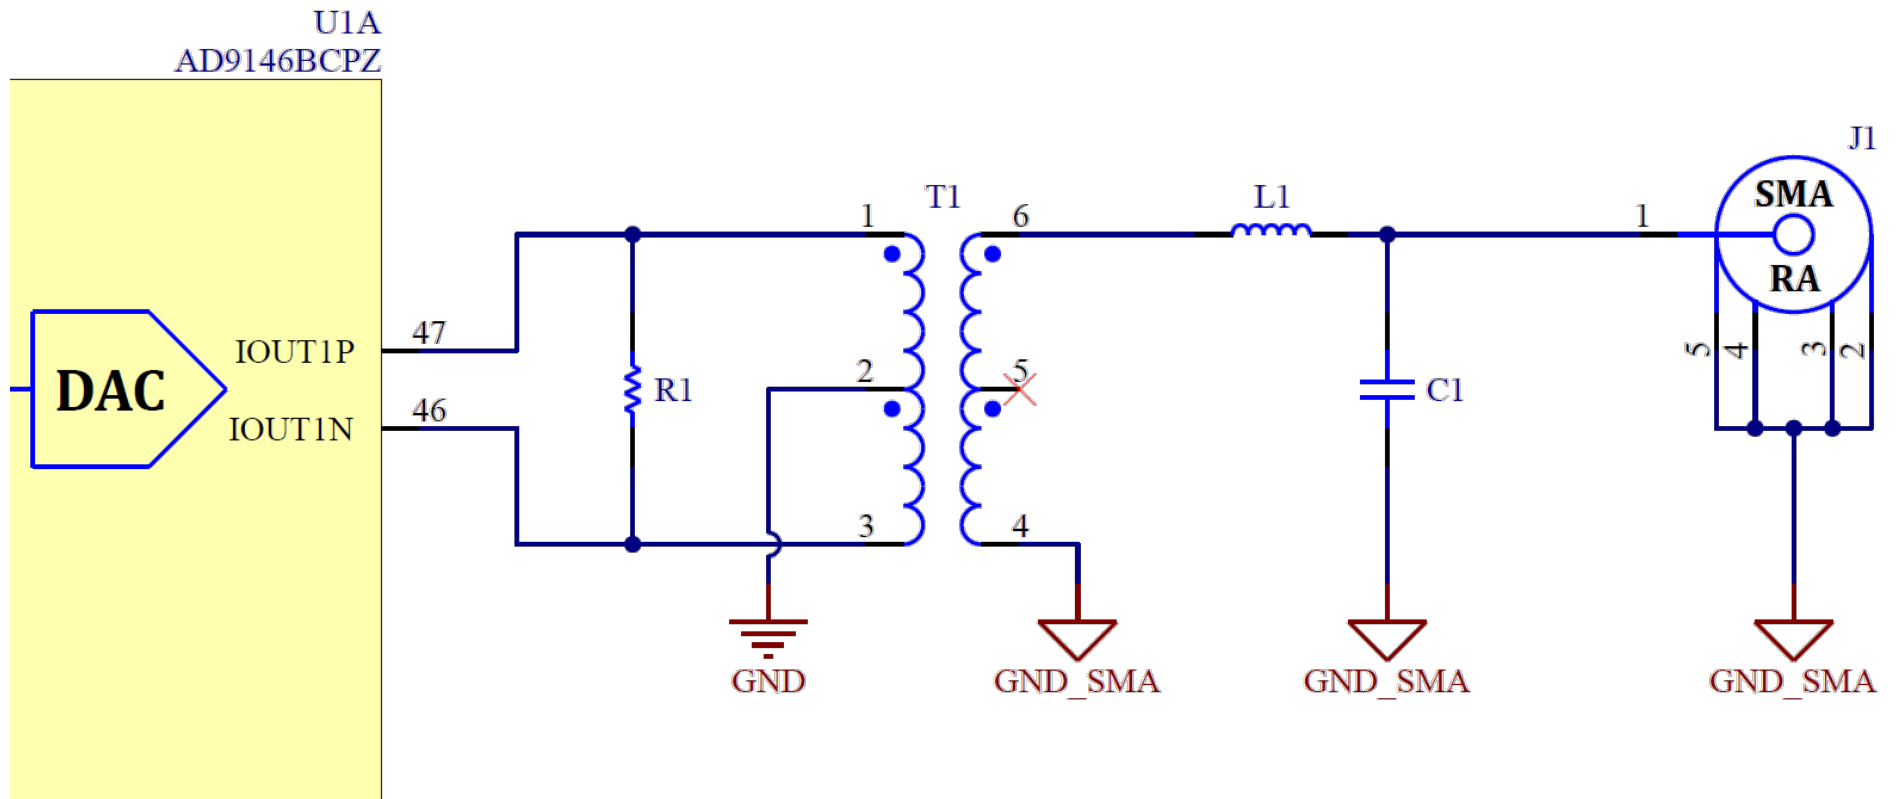 U1A
AD9146BCPZ
DAC
IOUT1P
47
IOUT1N
46
R1
T1
1
2
3
6
5
4
L1
C1
J1
1
SMA
RA
5
4
3
2
GND
GND_SMA
GND_SMA
GND_SMA